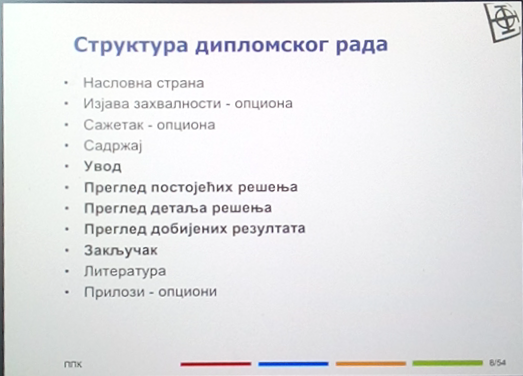 Структура дипломског рада
• Насловна страна
• Изјава захвалности - опциона
• Сажетак - опциона
• Садржај
• Увод
• Преглед постојећих решења
• Преглед детаља решења
• Преглед добијених резултата
• Закључак
• Литература
• Прилози - опциони
ППК
8/54